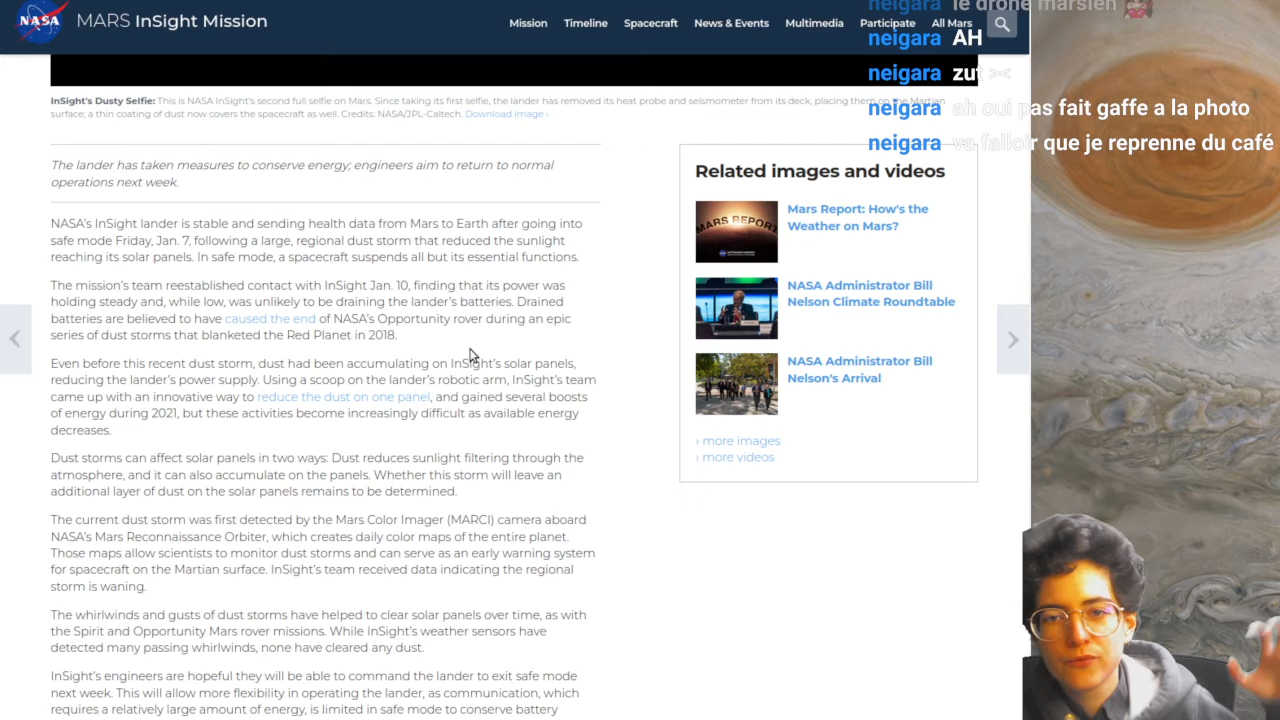 NASA
MARS InSight Mission
Mission
Timeline
Spacecraft
News & Events
Multimedia
Participate
All Mars
neigara le drone marsien
neigara AH
neigara zut ><
neigara ah oui pas fait gaffe a la photo
neigara va falloir que je reprenne du café
InSight's Dusty Selfie: This is NASA InSight's second full selfie on Mars. Since taking its first selfie, the lander has removed its heat probe and seismometer from its deck, placing them on the Martian
surface; a thin coating of dust now covers the spacecraft as well. Credits: NASA/JPL-Caltech. Download image ›
The lander has taken measures to conserve energy; engineers aim to return to normal
operations next week.
NASA's InSight lander is stable and sending health data from Mars to Earth after going into
safe mode Friday, Jan. 7, following a large, regional dust storm that reduced the sunlight
reaching its solar panels. In safe mode, a spacecraft suspends all but its essential functions.
The mission's team reestablished contact with InSight Jan. 10, finding that its power was
holding steady and, while low, was unlikely to be draining the lander's batteries. Drained
batteries are believed to have caused the end of NASA's Opportunity rover during an epic
series of dust storms that blanketed the Red Planet in 2018.
Even before this recent dust storm, dust had been accumulating on InSight's solar panels,
reducing the lander's power supply. Using a scoop on the lander's robotic arm, InSight's team
came up with an innovative way to reduce the dust on one panel, and gained several boosts
of energy during 2021, but these activities become increasingly difficult as available energy
decreases.
Dust storms can affect solar panels in two ways: Dust reduces sunlight filtering through the
atmosphere, and it can also accumulate on the panels. Whether this storm will leave an
additional layer of dust on the solar panels remains to be determined.
The current dust storm was first detected by the Mars Color Imager (MARCI) camera aboard
NASA's Mars Reconnaissance Orbiter, which creates daily color maps of the entire planet.
Those maps allow scientists to monitor dust storms and can serve as an early warning system
for spacecraft on the Martian surface. InSight's team received data indicating the regional
storm is waning.
The whirlwinds and gusts of dust storms have helped to clear solar panels over time, as with
the Spirit and Opportunity Mars rover missions. While InSight's weather sensors have
detected many passing whirlwinds, none have cleared any dust.
InSight's engineers are hopeful they will be able to command the lander to exit safe mode
next week. This will allow more flexibility in operating the lander, as communication, which
requires a relatively large amount of energy, is limited in safe mode to conserve battery
Related images and videos
MARS REPORT
Mars Report: How's the
Weather on Mars?
NASA Administrator Bill
Nelson Climate Roundtable
NASA Administrator Bill
Nelson's Arrival
› more images
› more videos